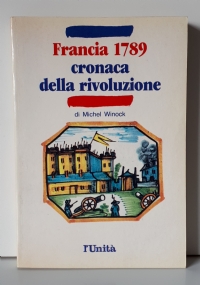 Francia 1789
cronaca
della rivoluzione
di Michel Winock
l'Unità